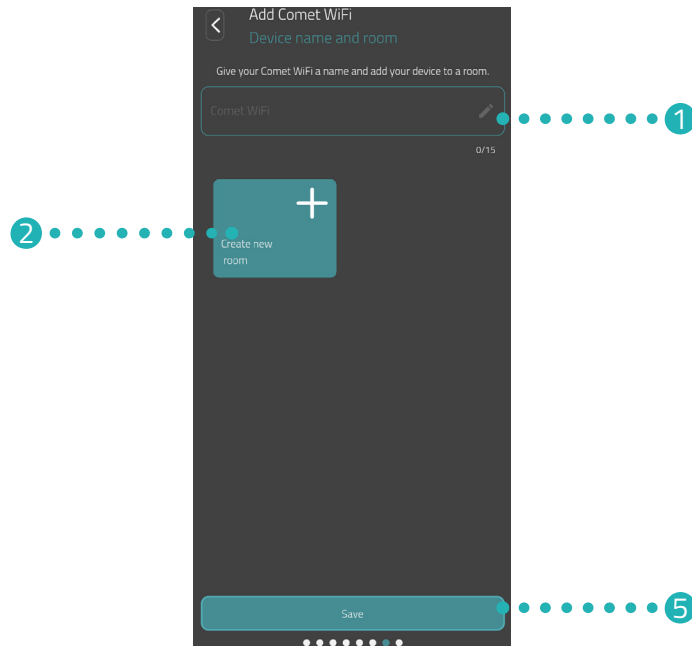 Add Comet WiFi
Device name and room
Give your Comet WiFi a name and add your device to a room.
Comet WiFi
1
0/15
2
Create new
room
Save
5